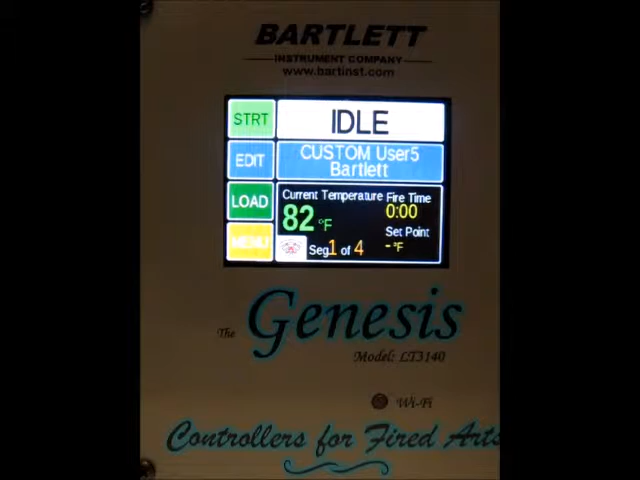 BARTLETT
INSTRUMENT COMPANY
www.bartinst.com
STRT
IDLE
EDIT
CUSTOM User5
Bartlett
LOAD
Current Temperature
82 °F
Fire Time
0:00
Set Point
- °F
MENU
Seg 1 of 4
The Genesis
Model: LT3140
Wi-Fi
Controllers for Fired Arts